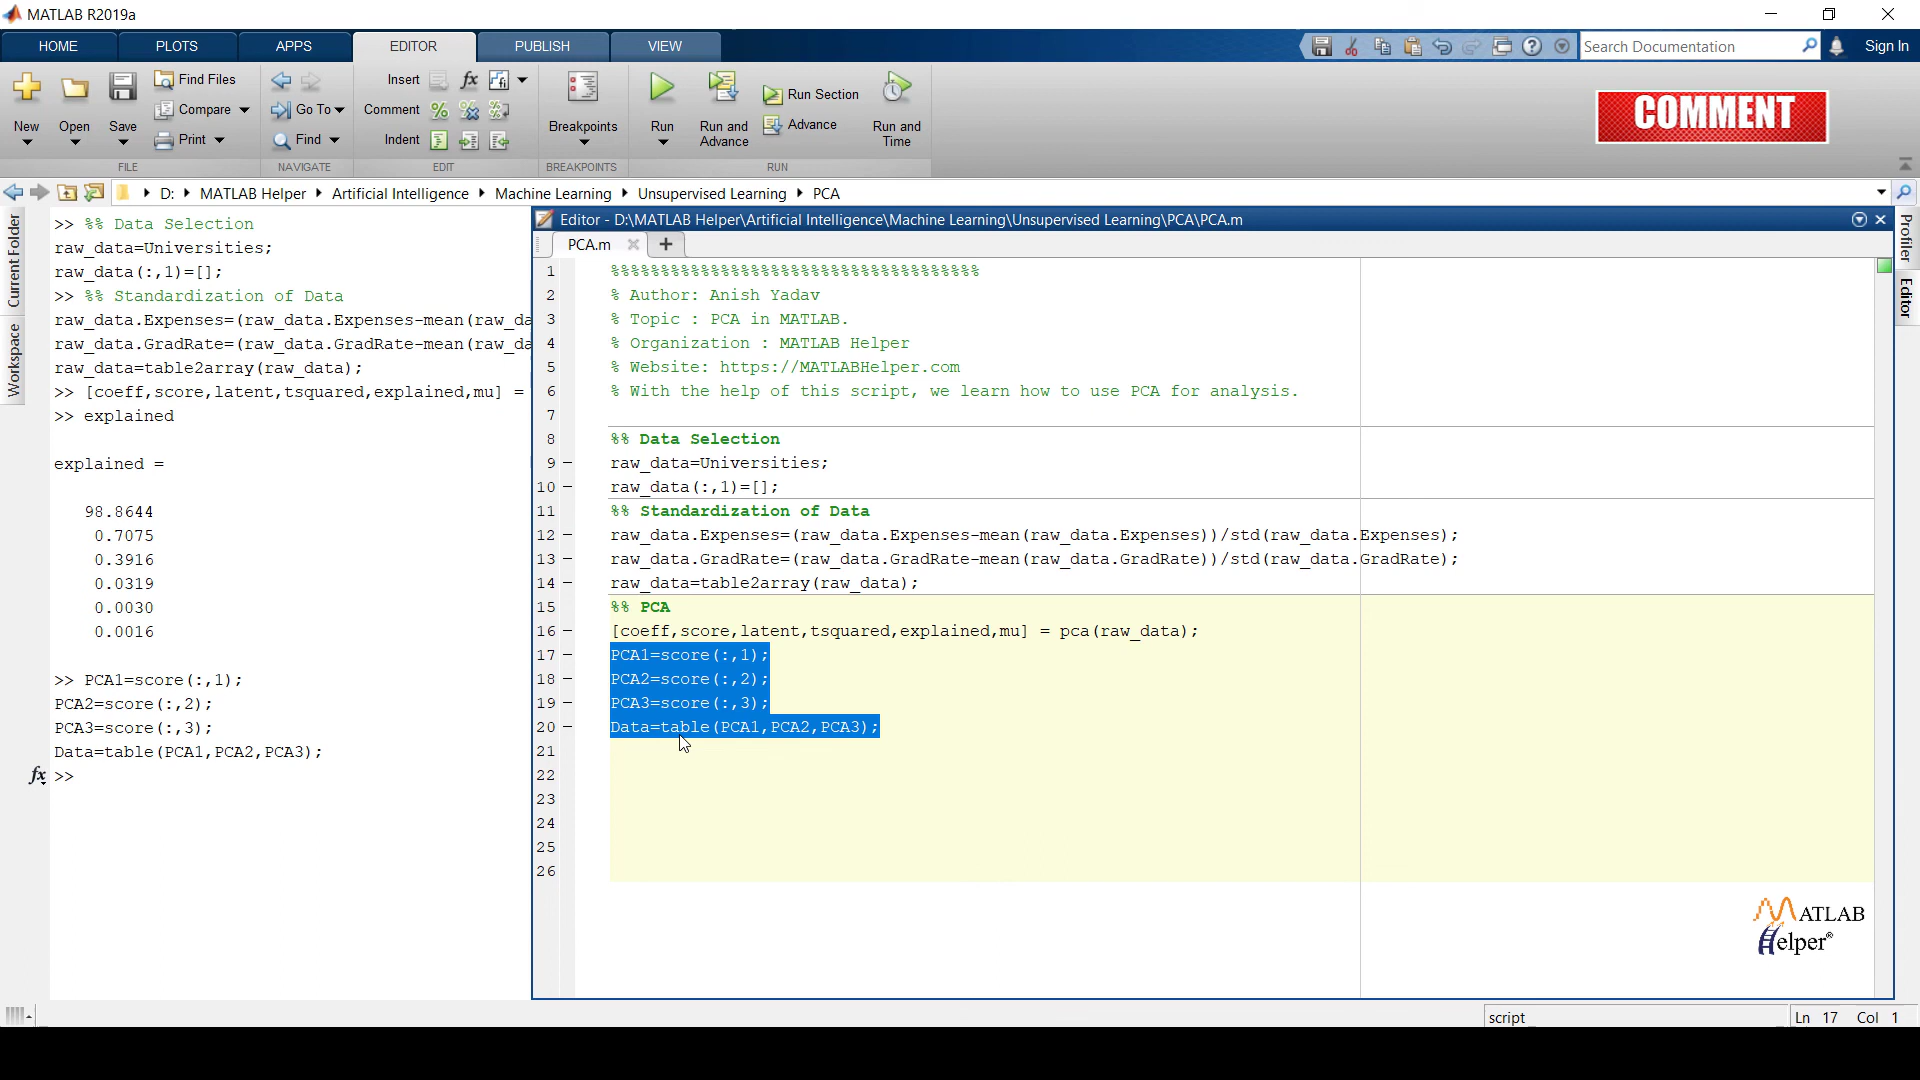 MATLAB R2019a
HOME PLOTS APPS EDITOR PUBLISH VIEW
Search Documentation
Sign In
New
Open
Save
Find Files
Compare
Print
FILE
Go To
Find
NAVIGATE
Insert
Comment
Indent
EDIT
fx
Breakpoints
BREAKPOINTS
Run
Run and
Advance
Run Section
Advance
Run and
Time
RUN
COMMENT
D: MATLAB Helper Artificial Intelligence Machine Learning Unsupervised Learning PCA
Current Folder
Workspace
>> %% Data Selection
raw_data=Universities;
raw_data(:,1)=[];
>> %% Standardization of Data
raw_data.Expenses=(raw_data.Expenses-mean(raw_da
raw_data.GradRate=(raw_data.GradRate-mean(raw_da
raw_data=table2array(raw_data);
>> [coeff,score,latent,tsquared,explained,mu] =
>> explained
explained =
98.8644
0.7075
0.3916
0.0319
0.0030
0.0016
>> PCA1=score(:,1);
PCA2=score(:,2);
PCA3=score(:,3);
Data=table(PCA1,PCA2,PCA3);
fx >>
Editor - D:\MATLAB Helper\Artificial Intelligence\Machine Learning\Unsupervised Learning\PCA\PCA.m
PCA.m
1 %%%%%%%%%%%%%%%%%%%%%%%%%%%%%%%%%%%%%
2 % Author: Anish Yadav
3 % Topic : PCA in MATLAB.
4 % Organization : MATLAB Helper
5 % Website: https://MATLABHelper.com
6 % With the help of this script, we learn how to use PCA for analysis.
7
8 %% Data Selection
9 – raw_data=Universities;
10 – raw_data(:,1)=[];
11 %% Standardization of Data
12 – raw_data.Expenses=(raw_data.Expenses-mean(raw_data.Expenses))/std(raw_data.Expenses);
13 – raw_data.GradRate=(raw_data.GradRate-mean(raw_data.GradRate))/std(raw_data.GradRate);
14 – raw_data=table2array(raw_data);
15 %% PCA
16 – [coeff,score,latent,tsquared,explained,mu] = pca(raw_data);
17 – PCA1=score(:,1);
18 – PCA2=score(:,2);
19 – PCA3=score(:,3);
20 – Data=table(PCA1,PCA2,PCA3);
21
22
23
24
25
26
Profiler
Editor
MATLAB
Helper®
script
Ln 17 Col 1